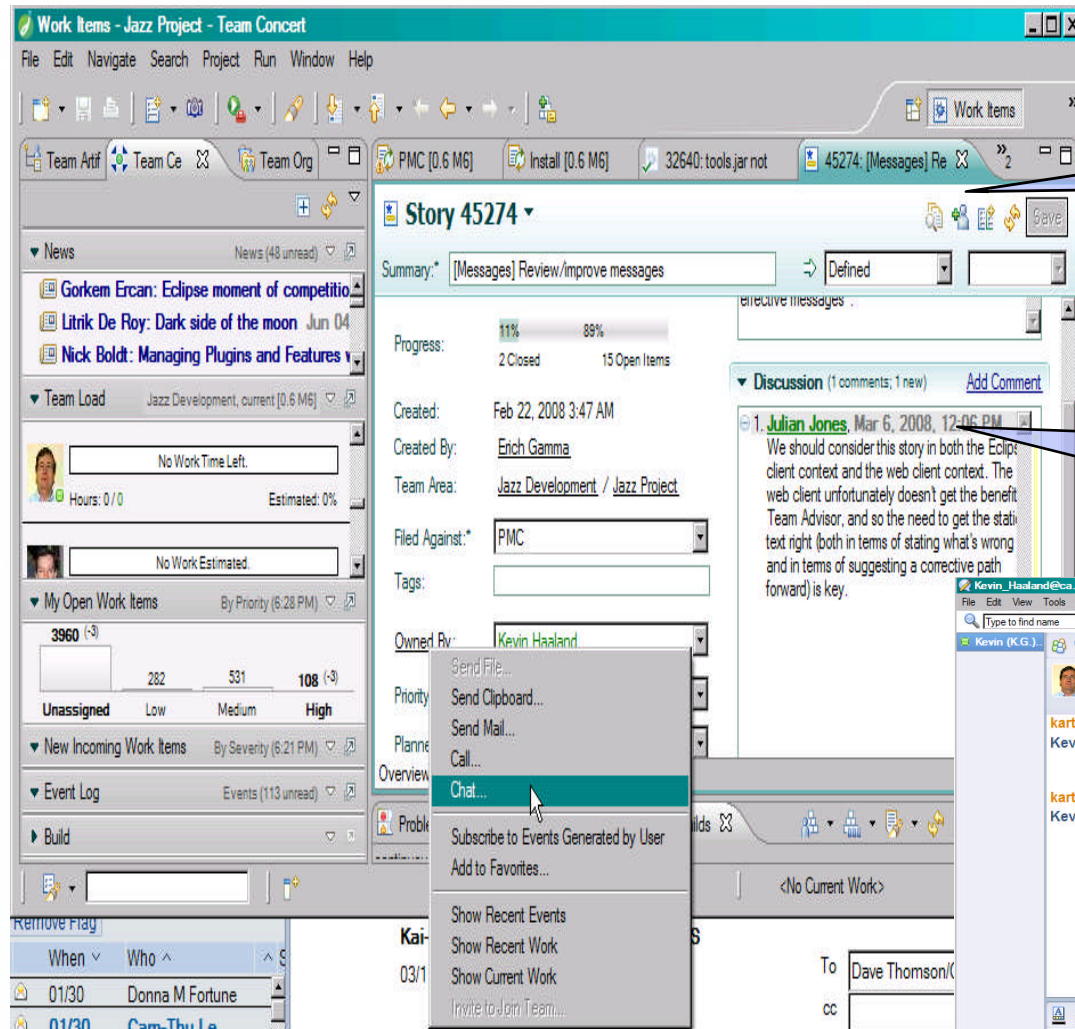 Work Items - Jazz Project - Team Concert
File Edit Navigate Search Project Run Window Help
Work Items
Team Artif
Team Ce
Team Org
PMC [0.6 M6]
Install [0.6 M6]
32640: tools.jar not
45274: [Messages] Re
2
News
News (48 unread)
Gorkem Ercan: Eclipse moment of competitio
Litrik De Roy: Dark side of the moon Jun 04
Nick Boldt: Managing Plugins and Features
Team Load
Jazz Development, current [0.6 M6]
No Work Time Left.
Hours: 0 / 0
Estimated: 0%
No Work Estimated.
My Open Work Items
By Priority (6:28 PM)
3960 (-3)
282
531
108 (-3)
Unassigned
Low
Medium
High
New Incoming Work Items
By Severity (6:21 PM)
Event Log
Events (113 unread)
Build
Story 45274
Save
Summary:*
[Messages] Review/improve messages
Defined
Progress:
11%
89%
2 Closed
15 Open Items
Created:
Feb 22, 2008 3:47 AM
Created By:
Erich Gamma
Team Area:
Jazz Development / Jazz Project
Filed Against:*
PMC
Tags:
Owned By:
Kevin Haaland
Priority
Planne
Overview
effective messages".
Discussion (1 comments; 1 new)
Add Comment
1. Julian Jones, Mar 6, 2008, 12:06 PM
We should consider this story in both the Eclips
client context and the web client context. The
web client unfortunately doesn't get the benefit
Team Advisor, and so the need to get the stati
text right (both in terms of stating what's wrong
and in terms of suggesting a corrective path
forward) is key.
Send File...
Send Clipboard...
Send Mail...
Call...
Chat...
Subscribe to Events Generated by User
Add to Favorites...
Show Recent Events
Show Recent Work
Show Current Work
Invite to Join Team...
Proble
ilds
<No Current Work>
Kevin_Haaland@ca.
File Edit View Tools
Type to find name
Kevin (K.G.)...
kart
Kev
kart
Kev
Remove Flag
When
Who
S
01/30
Donna M Fortune
01/30
Cam-Thu Le
Kai-
S
03/1
To
Dave Thomson/
cc